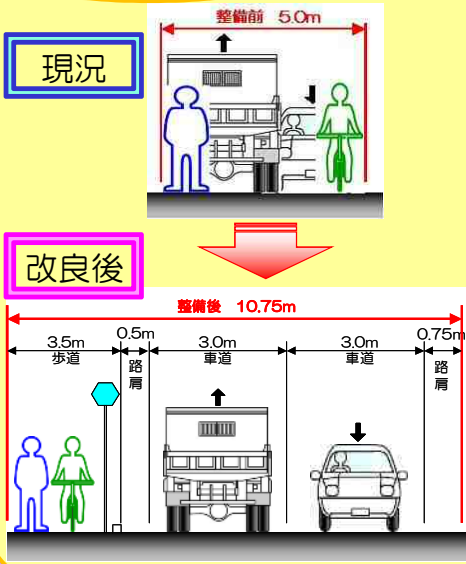 整備前 5.0m
現況
改良後
整備後 10.75m
3.5m 0.5m 3.0m 3.0m 0.75m
歩道 路肩 車道 車道 路肩